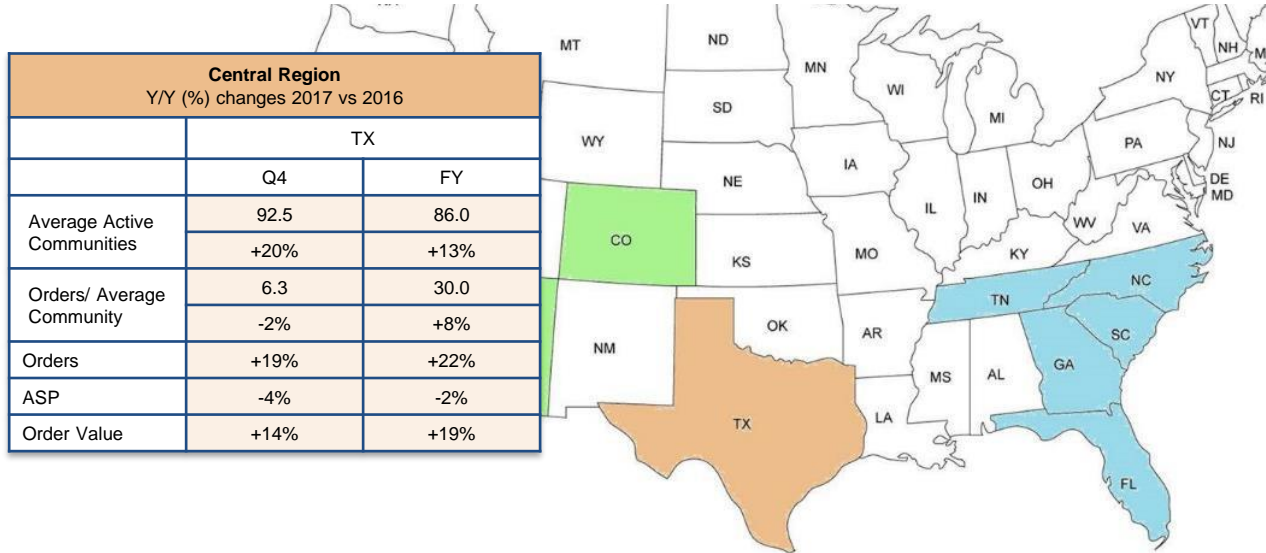 Central Region
Y/Y (%) changes 2017 vs 2016
TX
Q4 FY
Average Active Communities 92.5 86.0
+20% +13%
Orders/ Average Community 6.3 30.0
-2% +8%
Orders +19% +22%
ASP -4% -2%
Order Value +14% +19%
MT
ND
MN
VT
NH
NY
WI
SD
MI
CT
RI
WY
PA
NJ
IA
NE
OH
DE
MD
IL
IN
WV
VA
CO
KS
MO
KY
NC
TN
OK
AR
SC
NM
GA
MS
AL
LA
TX
FL